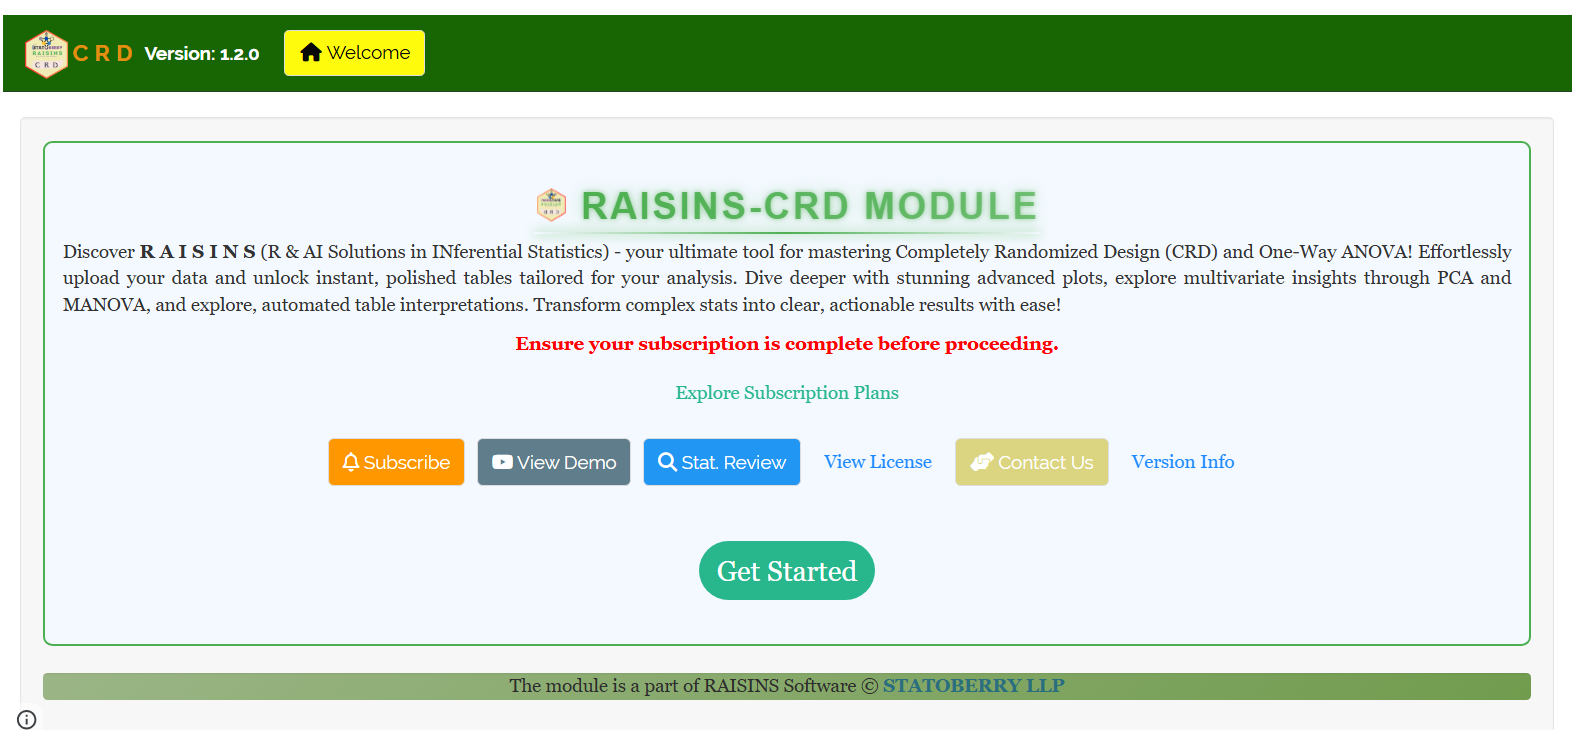 C R D Version: 1.2.0 Welcome
STATOBERRY
RAISINS
C R D
RAISINS-CRD MODULE
Discover R A I S I N S (R & AI Solutions in INferential Statistics) - your ultimate tool for mastering Completely Randomized Design (CRD) and One-Way ANOVA! Effortlessly
upload your data and unlock instant, polished tables tailored for your analysis. Dive deeper with stunning advanced plots, explore multivariate insights through PCA and
MANOVA, and explore, automated table interpretations. Transform complex stats into clear, actionable results with ease!
Ensure your subscription is complete before proceeding.
Explore Subscription Plans
Subscribe View Demo Stat. Review View License Contact Us Version Info
Get Started
The module is a part of RAISINS Software © STATOBERRY LLP